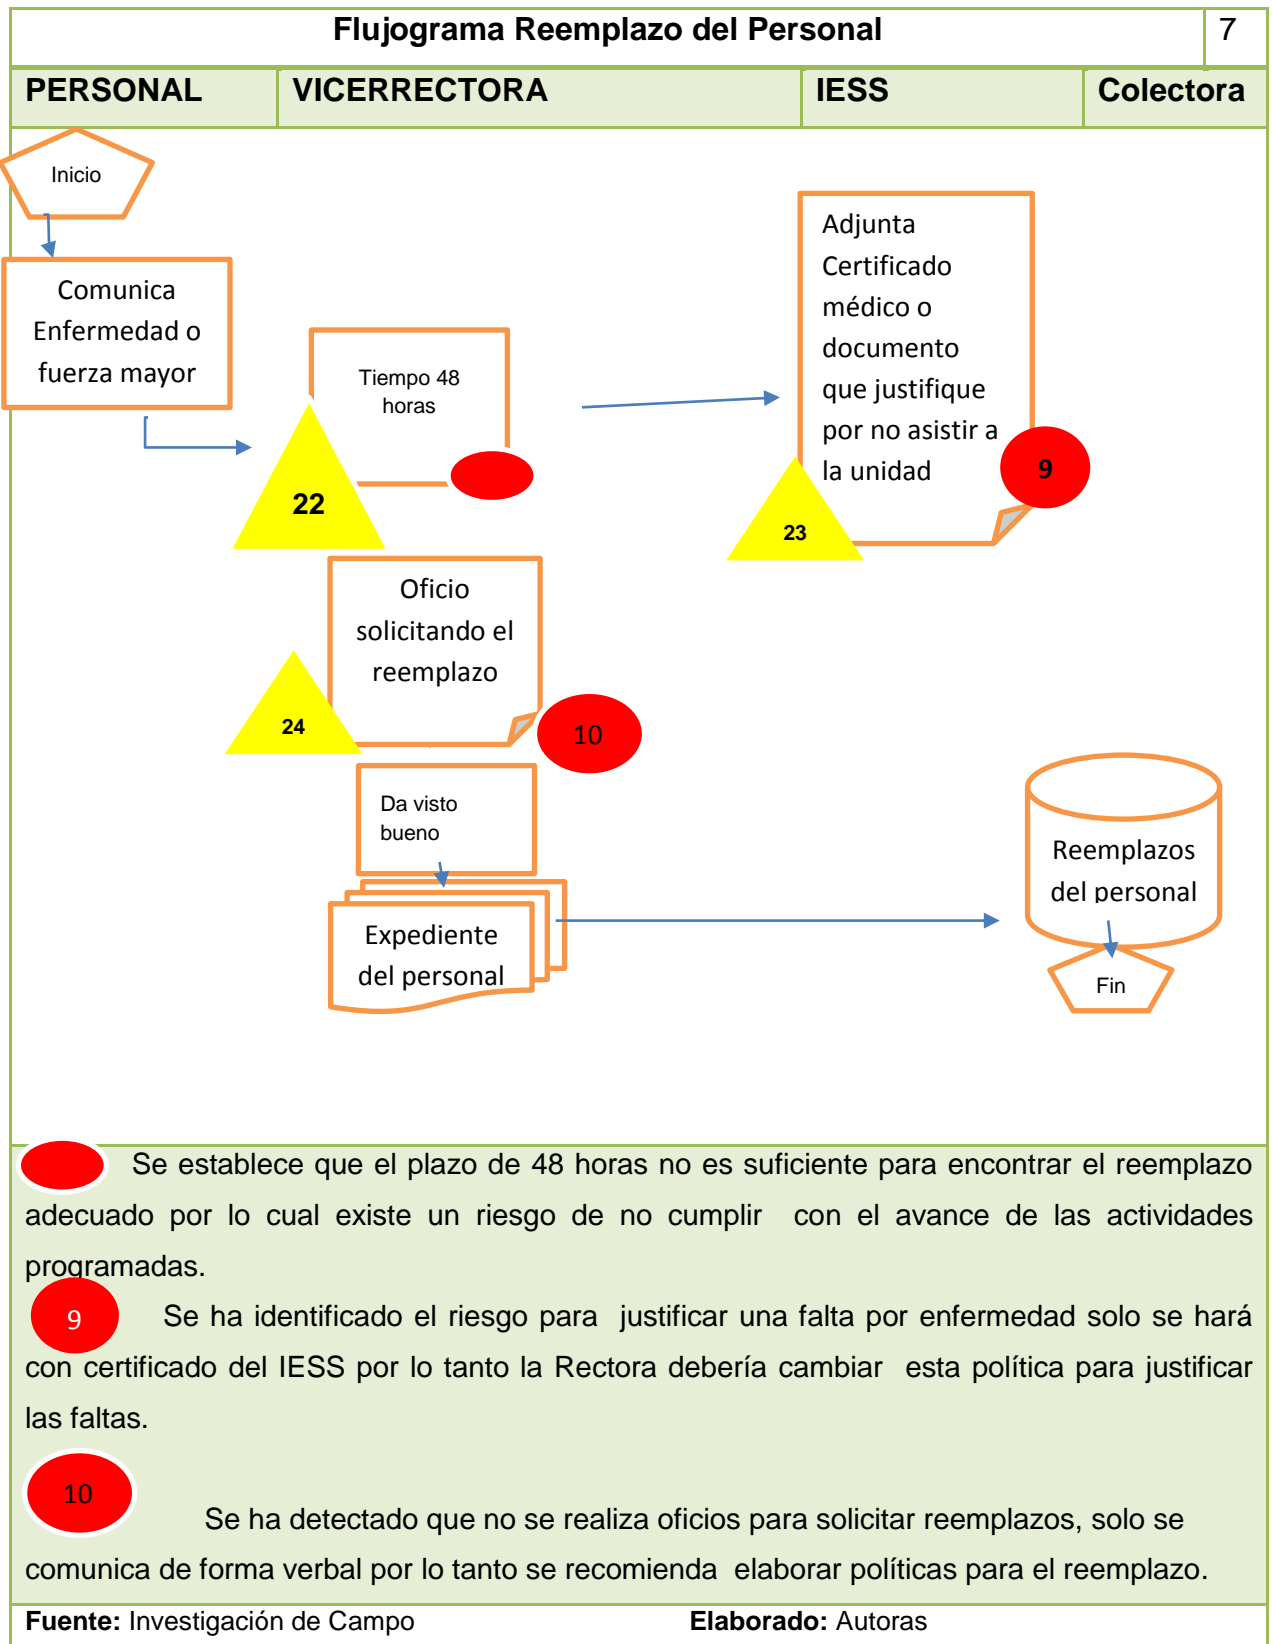 Flujograma Reemplazo del Personal 7
PERSONAL VICERRECTORA IESS Colectora
Inicio
Comunica
Enfermedad o
fuerza mayor
Tiempo 48
horas
22
Adjunta
Certificado
médico o
documento
que justifique
por no asistir a
la unidad
9
23
Oficio
solicitando el
reemplazo
24
10
Da visto
bueno
Expediente
del personal
Reemplazos
del personal
Fin
Se establece que el plazo de 48 horas no es suficiente para encontrar el reemplazo
adecuado por lo cual existe un riesgo de no cumplir con el avance de las actividades
programadas.
9 Se ha identificado el riesgo para justificar una falta por enfermedad solo se hará
con certificado del IESS por lo tanto la Rectora debería cambiar esta política para justificar
las faltas.
10
Se ha detectado que no se realiza oficios para solicitar reemplazos, solo se
comunica de forma verbal por lo tanto se recomienda elaborar políticas para el reemplazo.
Fuente: Investigación de Campo Elaborado: Autoras